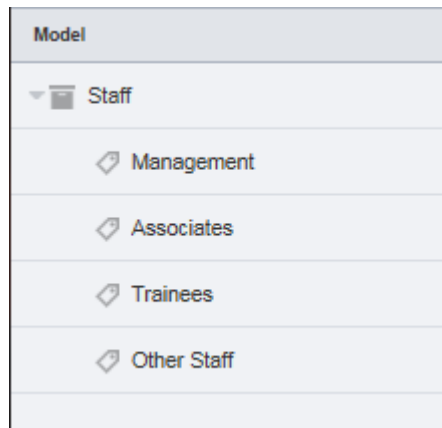 Model
Staff
Management
Associates
Trainees
Other Staff